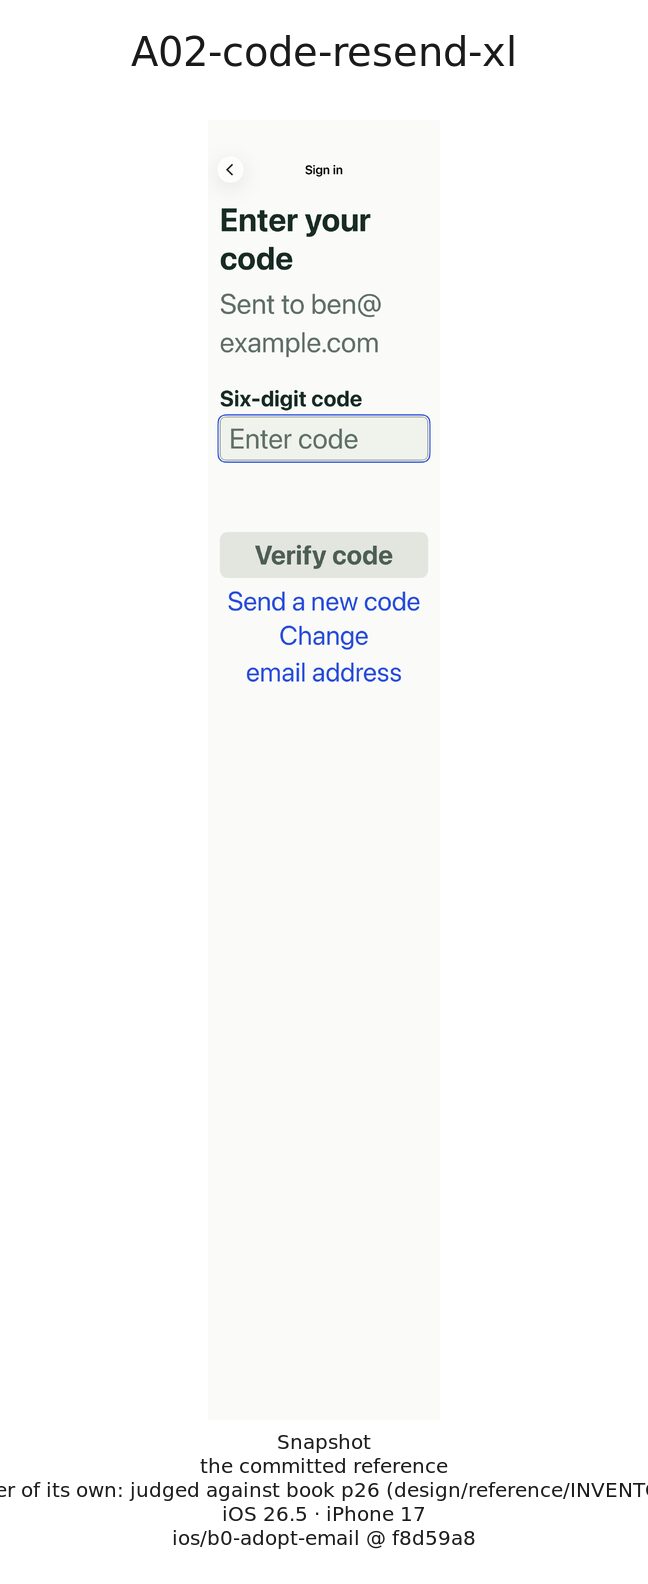 A02-code-resend-xl
Sign in
Enter your
code
Sent to ben@
example.com
Six-digit code
Enter code
Verify code
Send a new code
Change
email address
Snapshot
the committed reference
of its own: judged against book p26 (design/reference/
iOS 26.5 · iPhone 17
ios/b0-adopt-email @ f8d59a8